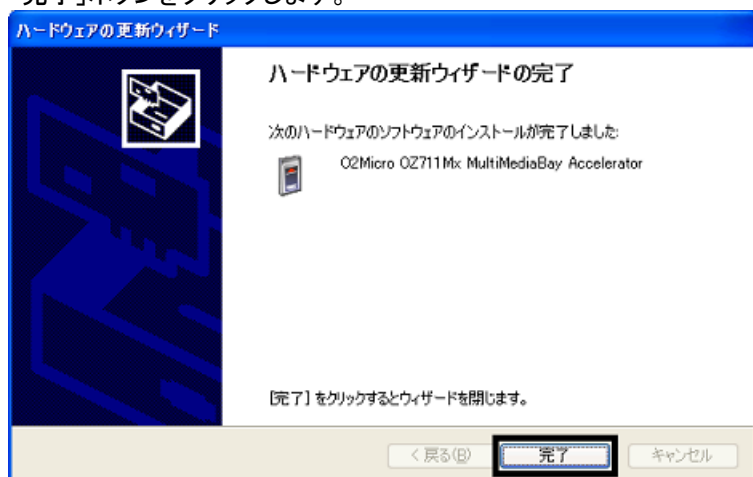 完了」ボタンをクリックします。
ハードウェアの更新ウィザード
ハードウェアの更新ウィザードの完了
次のハードウェアのソフトウェアのインストールが完了しました:
O2Micro OZ711Mx MultiMediaBay Accelerator
[完了] をクリックするとウィザードを閉じます。
< 戻る(B) 完了 キャンセル